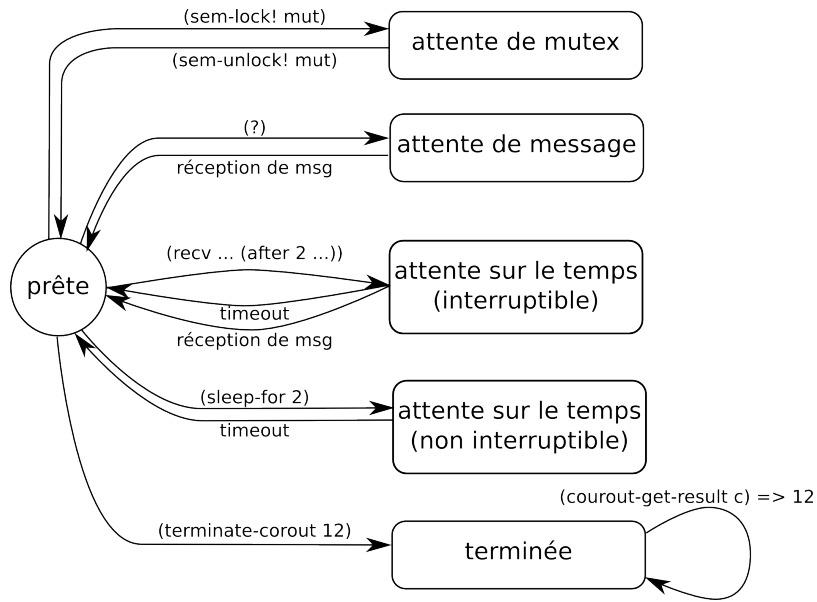 (sem-lock! mut)
attente de mutex
(sem-unlock! mut)
(?)
attente de message
réception de msg
prête
(recv ... (after 2 ...))
attente sur le temps
(interruptible)
timeout
réception de msg
(sleep-for 2)
attente sur le temps
(non interruptible)
timeout
(courout-get-result c) => 12
(terminate-corout 12)
terminée